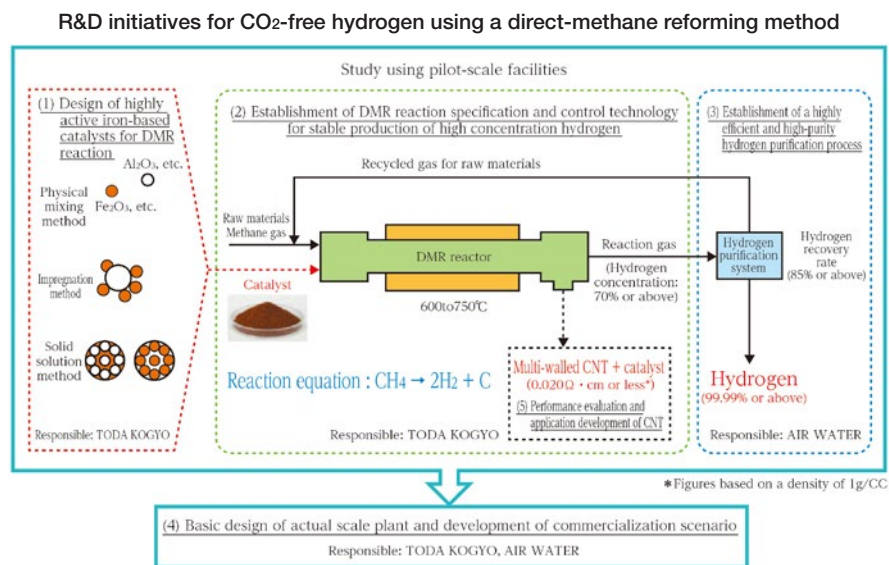 R&D initiatives for CO₂-free hydrogen using a direct-methane reforming method
Study using pilot-scale facilities
(1) Design of highly
active iron-based
catalysts for DMR
reaction
Al₂O₃, etc.
Physical
mixing
method
Fe₂O₃, etc.
Impregnation
method
Solid
solution
method
Responsible: TODA KOGYO
(2) Establishment of DMR reaction specification and control technology
for stable production of high concentration hydrogen
Recycled gas for raw materials
Raw materials
Methane gas
Catalyst
DMR reactor
600to750℃
Reaction gas
(Hydrogen
concentration:
70% or above)
Reaction equation : CH₄ → 2H₂ + C
Multi-walled CNT + catalyst
(0.020Ω・cm or less*)
(5) Performance evaluation and
application development of CNT
Responsible: TODA KOGYO
(3) Establishment of a highly
efficient and high-purity
hydrogen purification process
Hydrogen
purification
system
Hydrogen
recovery
rate
(85% or above)
Hydrogen
(99.99% or above)
Responsible: AIR WATER
*Figures based on a density of 1g/CC
(4) Basic design of actual scale plant and development of commercialization scenario
Responsible: TODA KOGYO, AIR WATER